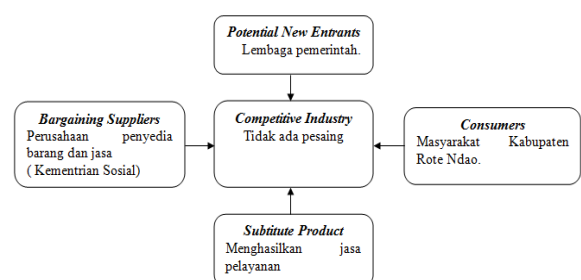 Potential New Entrants
Lembaga pemerintah.
Bargaining Suppliers
Perusahaan penyedia
barang dan jasa
( Kementrian Sosial)
Competitive Industry
Tidak ada pesaing
Consumers
Masyarakat Kabupaten
Rote Ndao.
Subtitute Product
Menghasilkan jasa
pelayanan